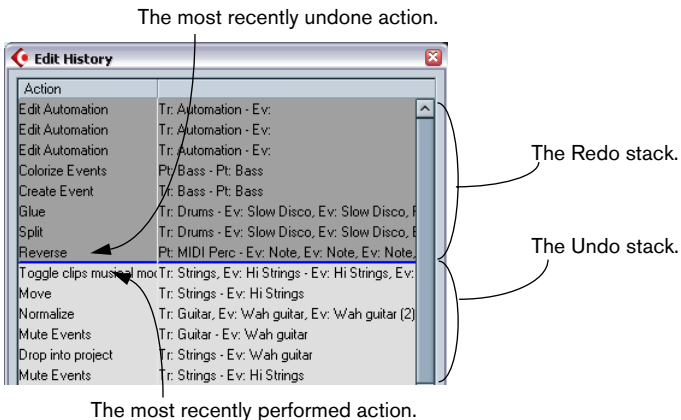 The most recently undone action.
Edit History
Action
Edit Automation Tr: Automation - Ev:
Edit Automation Tr: Automation - Ev:
Edit Automation Tr: Automation - Ev:
Colorize Events Pt: Bass - Pt: Bass
Create Event Tr: Bass - Pt: Bass
Glue Tr: Drums - Ev: Slow Disco, Ev: Slow Disco,
Split Tr: Drums - Ev: Slow Disco, Ev: Slow Disco,
Reverse Pt: MIDI Perc - Ev: Note, Ev: Note, Ev: Note,
The Redo stack.
The Undo stack.
Toggle clips musical Tr: Strings, Ev: Hi Strings - Ev: Hi Strings, Ev:
Move Tr: Strings - Ev: Hi Strings
Normalize Tr: Guitar, Ev: Wah guitar, Ev: Wah guitar (2)
Mute Events Tr: Guitar - Ev: Wah guitar
Drop into project Tr: Strings - Ev: Wah guitar
Mute Events Tr: Strings - Ev: Hi Strings
The most recently performed action.